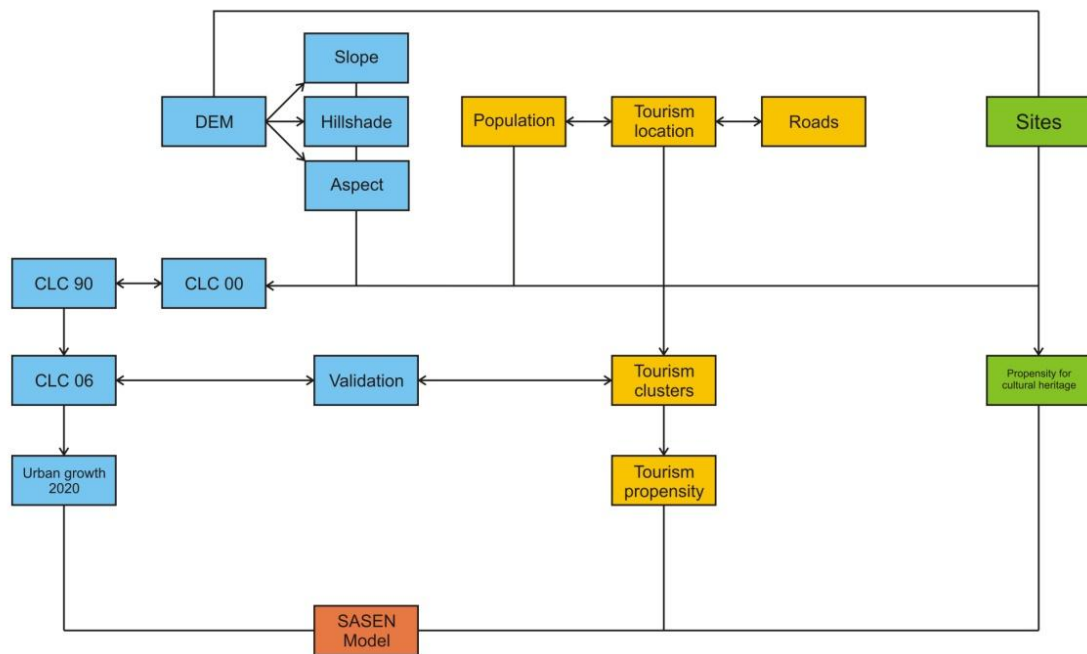 Slope
DEM
Hillshade
Population
Tourism
location
Roads
Sites
Aspect
CLC 90
CLC 00
CLC 06
Validation
Tourism
clusters
Propensity for
cultural heritage
Urban growth
2020
Tourism
propensity
SASEN
Model